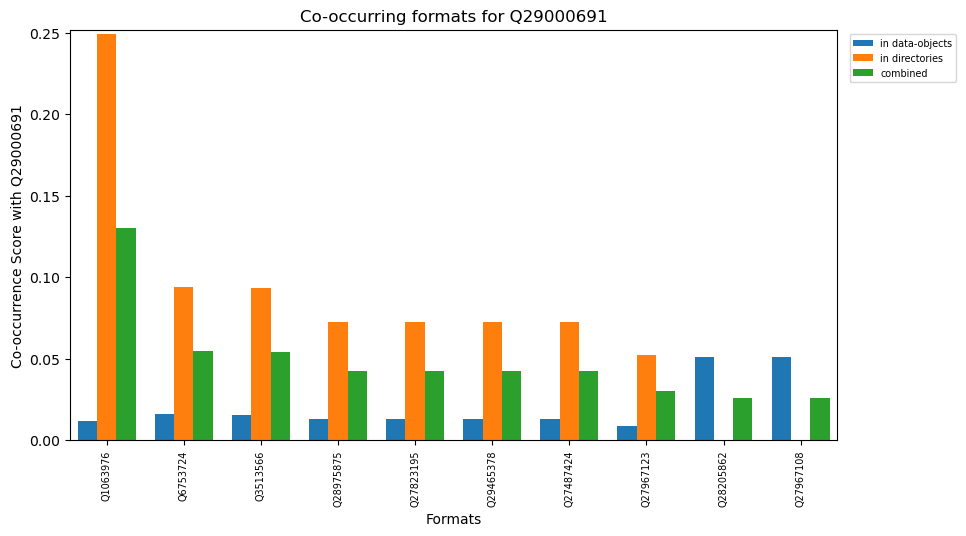 Co-occurring formats for Q29000691
Co-occurrence Score with Q29000691
0.25
0.20
0.15
0.10
0.05
0.00
Q1063976
Q6753724
Q3513566
Q28975875
Q27823195
Q29465378
Q27487424
Q27967123
Q28205862
Q27967108
Formats
in data-objects
in directories
combined